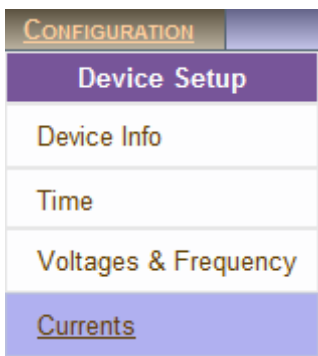 CONFIGURATION
Device Setup
Device Info
Time
Voltages & Frequency
Currents